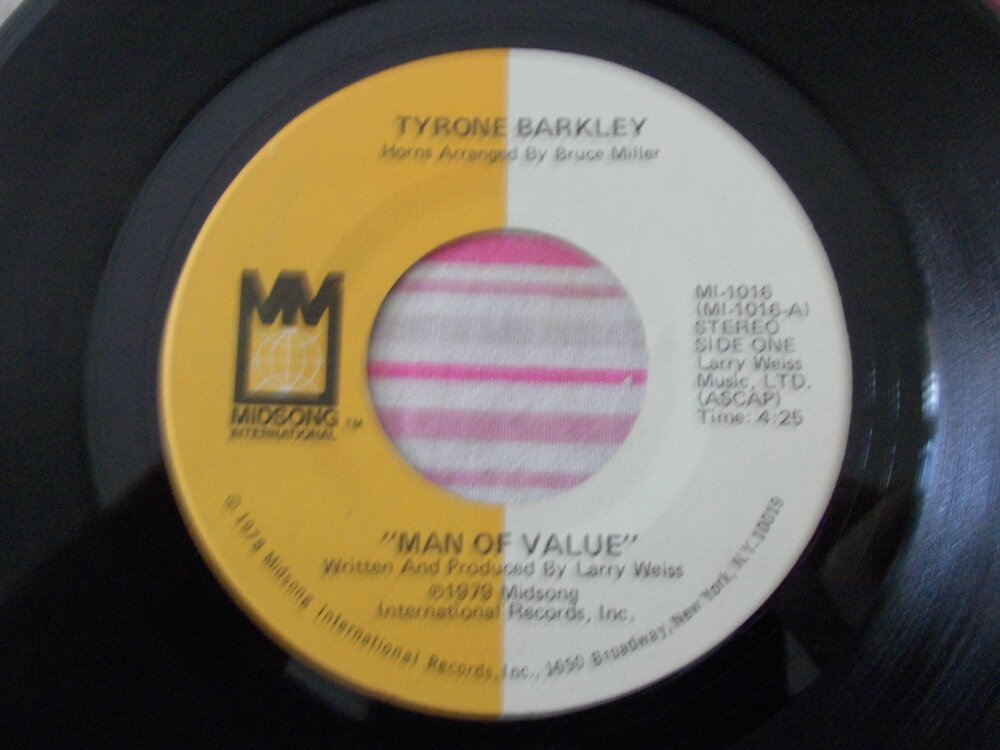 TYRONE BARKLEY
Horns Arranged By Bruce Miller
MM
MIDSONG TM
INTERNATIONAL
MI-1016
(MI-1016-A)
STEREO
SIDE ONE
Larry Weiss
Music, LTD.
(ASCAP)
Time: 4:25
"MAN OF VALUE"
Written And Produced By Larry Weiss
©1979 Midsong
International Records, Inc.
© 1978 Midsong International Records, Inc., 1650 Broadway, New York, N.Y. 10019